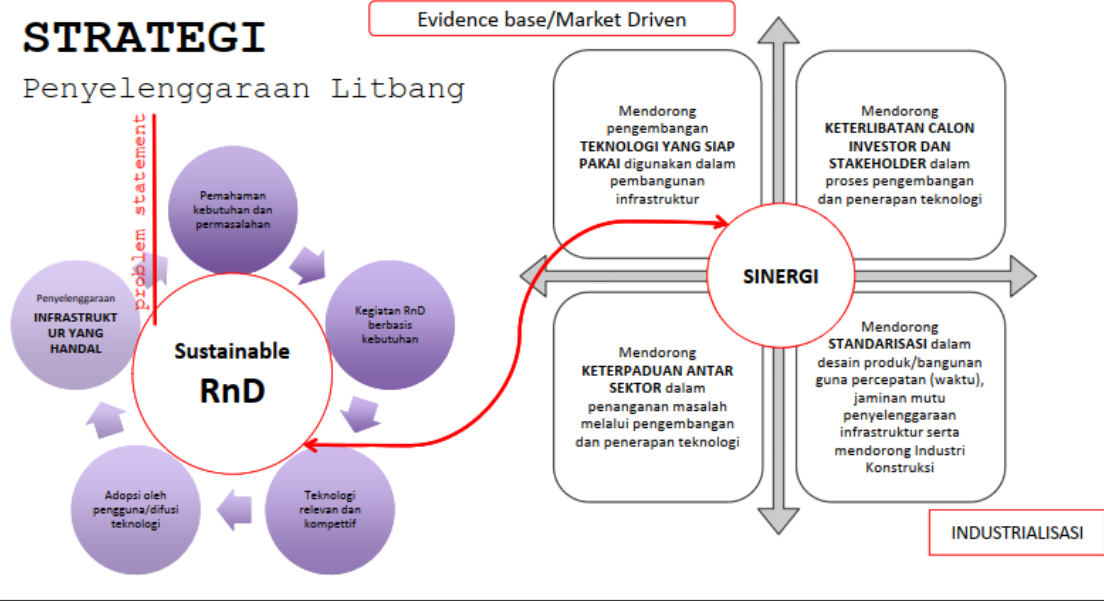 STRATEGI
Penyelenggaraan Litbang
Evidence base/Market Driven
problem statement
Pemahaman
kebutuhan dan
permasalahan
Kegiatan RnD
berbasis
kebutuhan
Teknologi
relevan dan
kompettif
Adopsi oleh
pengguna/difusi
teknologi
Penyelenggaraan
INFRASTRUKT
UR YANG
HANDAL
Sustainable
RnD
Mendorong
pengembangan
TEKNOLOGI YANG SIAP
PAKAI digunakan dalam
pembangunan
infrastruktur
Mendorong
KETERLIBATAN CALON
INVESTOR DAN
STAKEHOLDER dalam
proses pengembangan
dan penerapan teknologi
SINERGI
Mendorong
KETERPADUAN ANTAR
SEKTOR dalam
penanganan masalah
melalui pengembangan
dan penerapan teknologi
Mendorong
STANDARISASI dalam
desain produk/bangunan
guna percepatan (waktu),
jaminan mutu
penyelenggaraan
infrastruktur serta
mendorong Industri
Konstruksi
INDUSTRIALISASI